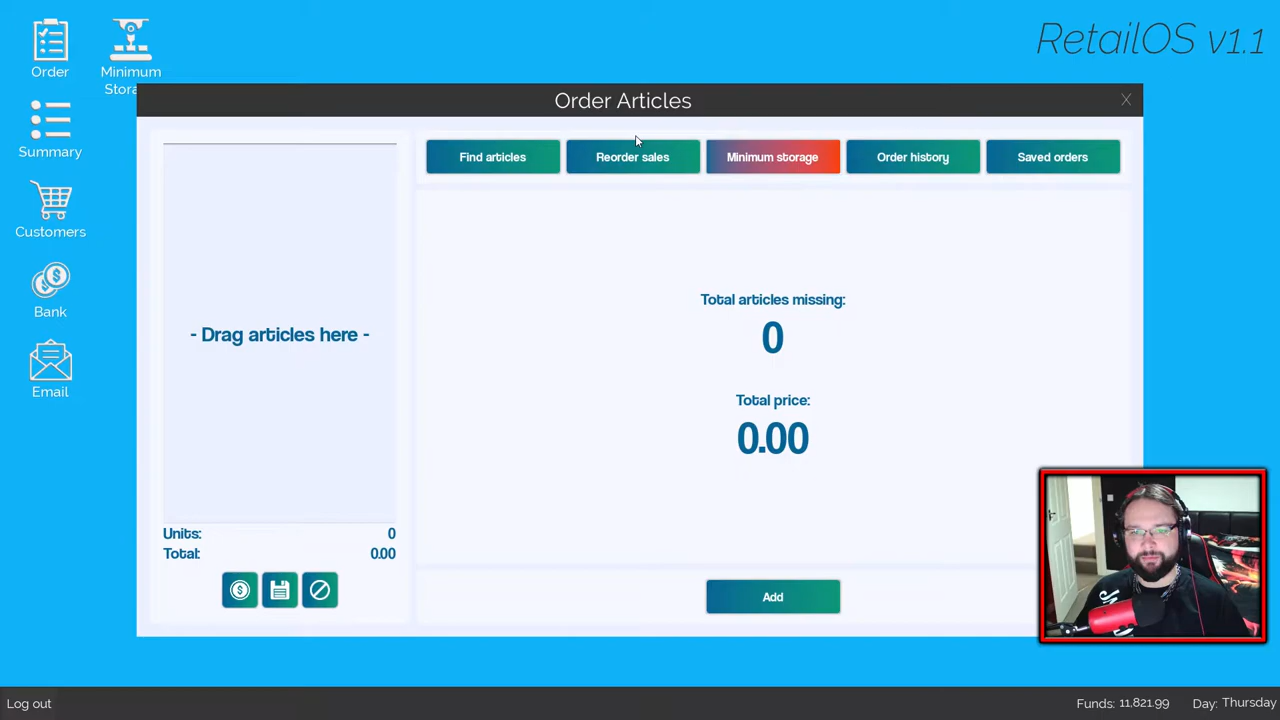 RetailOS v1.1
Order
Minimum
Stora
Summary
Customers
Bank
Email
Order Articles
X
Find articles
Reorder sales
Minimum storage
Order history
Saved orders
- Drag articles here -
Total articles missing:
0
Total price:
0.00
Units: 0
Total: 0.00
Add
Log out
Funds: 11,821.99
Day: Thursday